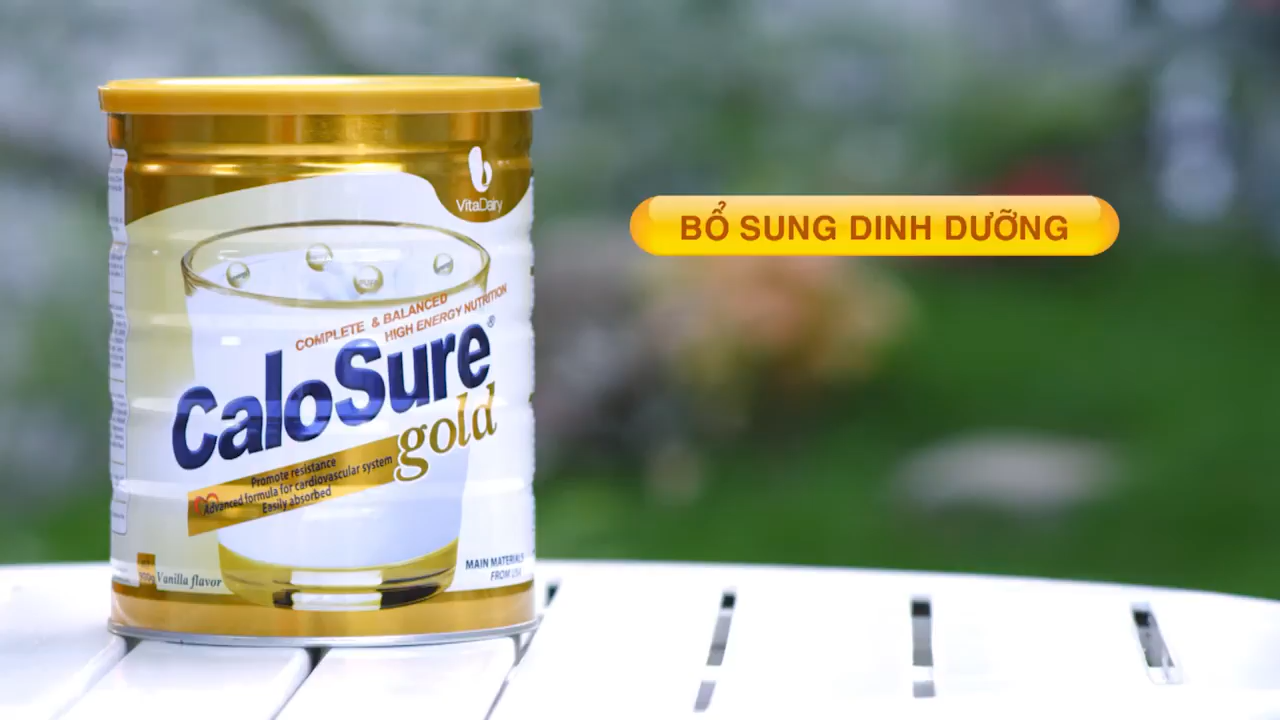 VitaDairy
COMPLETE & BALANCED
HIGH ENERGY NUTRITION
CaloSure®
gold
Promote resistance
Advanced formula for cardiovascular system
Easily absorbed
MAIN MATERIALS
FROM USA
Vanilla flavor
BỔ SUNG DINH DƯỠNG